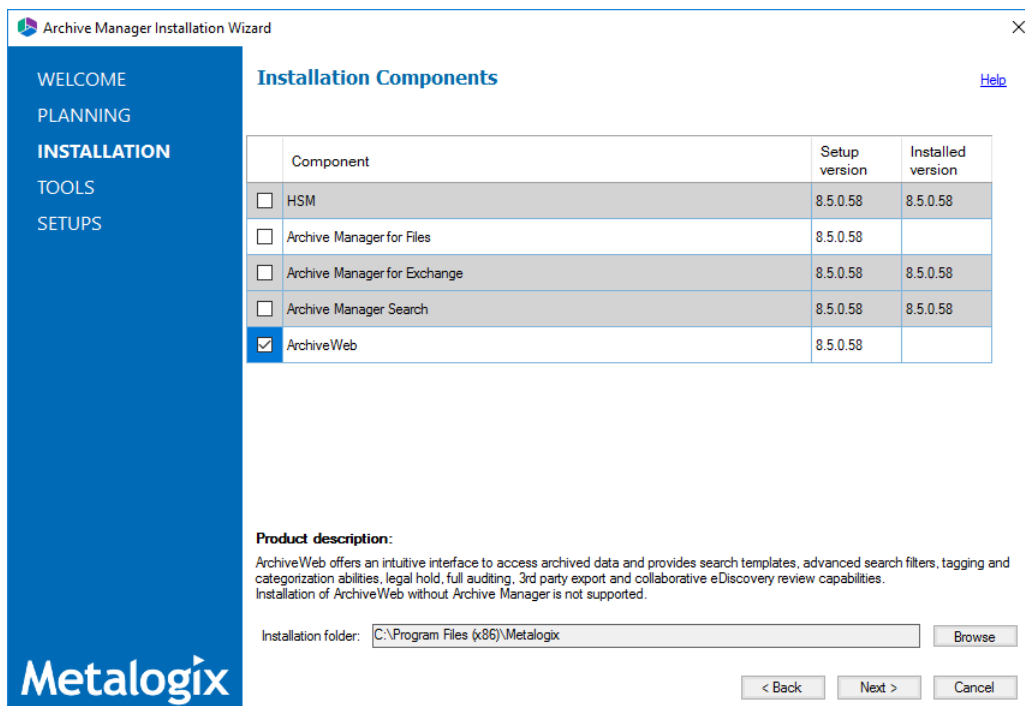 Archive Manager Installation Wizard
WELCOME
PLANNING
INSTALLATION
TOOLS
SETUPS
Installation Components
Help
Component
Setup version
Installed version
HSM 8.5.0.58 8.5.0.58
Archive Manager for Files 8.5.0.58
Archive Manager for Exchange 8.5.0.58 8.5.0.58
Archive Manager Search 8.5.0.58 8.5.0.58
ArchiveWeb 8.5.0.58
Product description:
ArchiveWeb offers an intuitive interface to access archived data and provides search templates, advanced search filters, tagging and
categorization abilities, legal hold, full auditing, 3rd party export and collaborative eDiscovery review capabilities.
Installation of ArchiveWeb without Archive Manager is not supported.
Installation folder: C:\Program Files (x86)\Metalogix Browse
Metalogix
< Back Next > Cancel